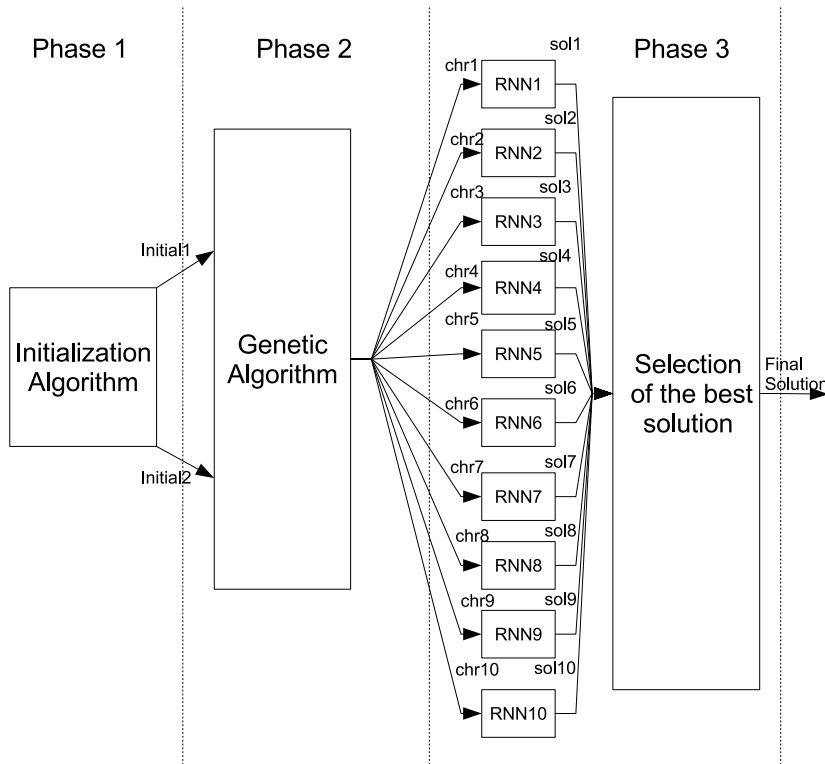 Phase 1
Phase 2
Phase 3
Initialization
Algorithm
Initial1
Initial2
Genetic
Algorithm
chr1
RNN1
sol1
chr2
RNN2
sol2
chr3
RNN3
sol3
chr4
RNN4
sol4
chr5
RNN5
sol5
chr6
RNN6
sol6
chr7
RNN7
sol7
chr8
RNN8
sol8
chr9
RNN9
sol9
chr10
RNN10
sol10
Selection
of the best
solution
Final
Solution